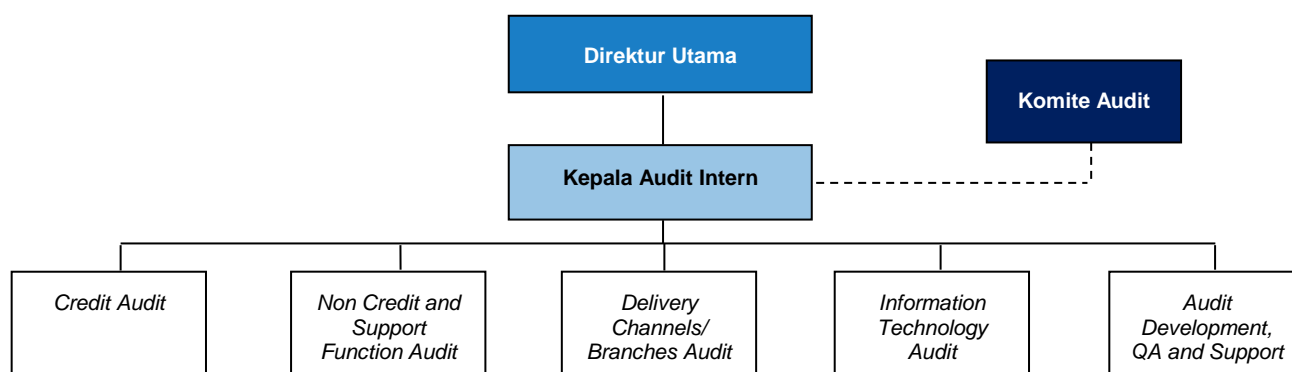 Direktur Utama
Komite Audit
Kepala Audit Intern
Credit Audit
Non Credit and
Support
Function Audit
Delivery
Channels/
Branches Audit
Information
Technology
Audit
Audit
Development,
QA and Support